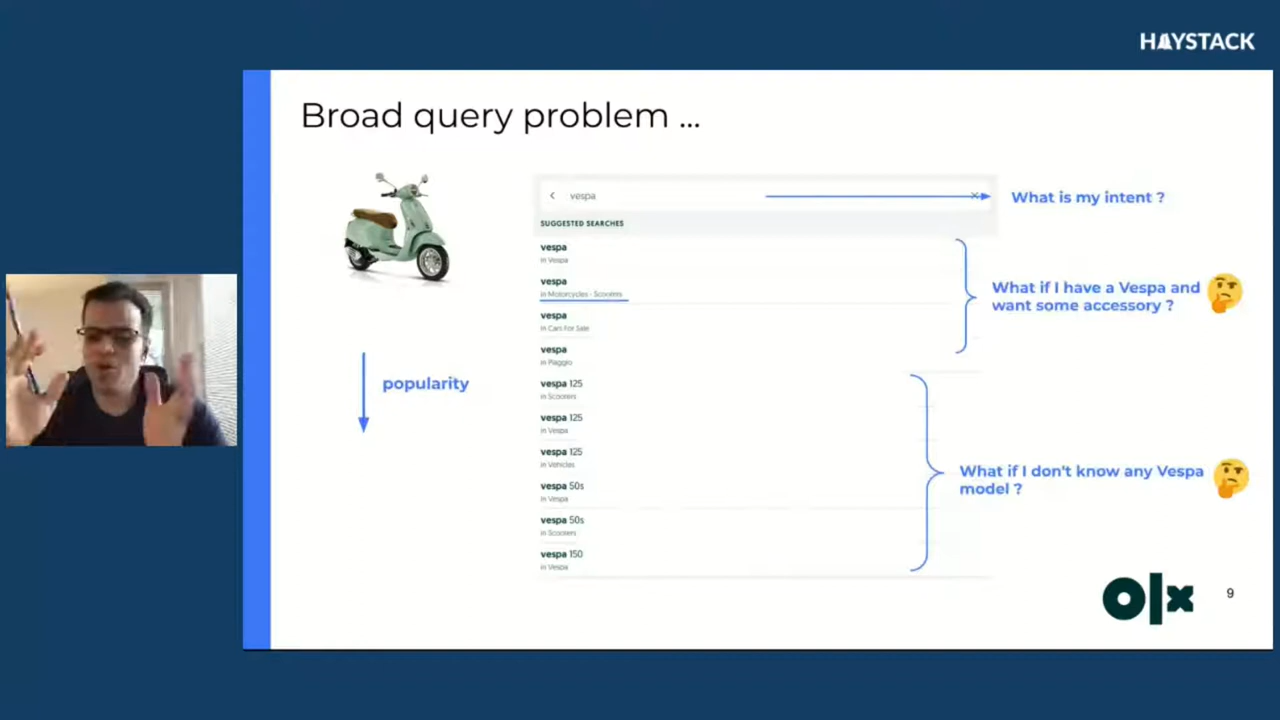 HAYSTACK
Broad query problem ...
vespa
What is my intent ?
SUGGESTED SEARCHES
vespa
in Vespa
vespa
in Motorcycles - Scooters
vespa
in Cars For Sale
vespa
in Piaggio
What if I have a Vespa and
want some accessory ?
popularity
vespa 125
in Scooters
vespa 125
in Vespa
vespa 125
in Vehicles
vespa 50s
in Vespa
vespa 50s
in Scooters
vespa 150
in Vespa
What if I don't know any Vespa
model ?
olx
9